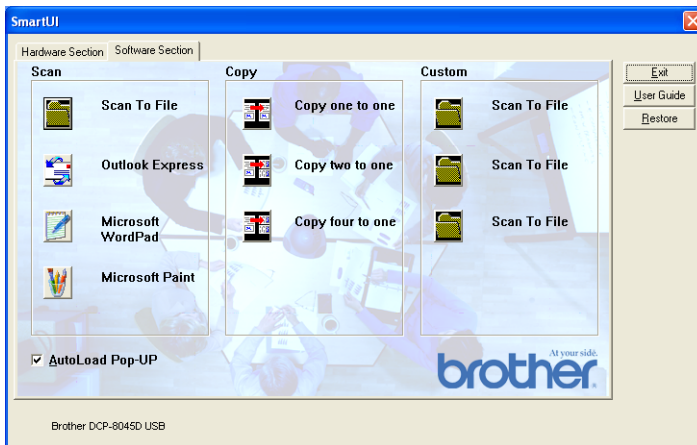 SmartUI
Hardware Section
Software Section
Scan
Scan To File
Outlook Express
Microsoft
WordPad
Microsoft Paint
Copy
Copy one to one
Copy two to one
Copy four to one
Custom
Scan To File
Scan To File
Scan To File
Exit
User Guide
Restore
AutoLoad Pop-UP
At your side.
brother
Brother DCP-8045D USB